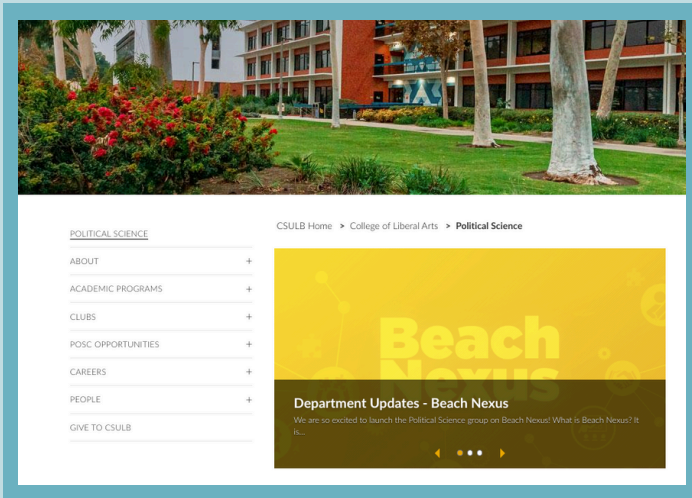 POLITICAL SCIENCE
ABOUT +
ACADEMIC PROGRAMS +
CLUBS +
POSC OPPORTUNITIES +
CAREERS +
PEOPLE +
GIVE TO CSULB
CSULB Home > College of Liberal Arts > Political Science
Beach
Nexus
Department Updates - Beach Nexus
We are so excited to launch the Political Science group on Beach Nexus! What is Beach Nexus? It
is...